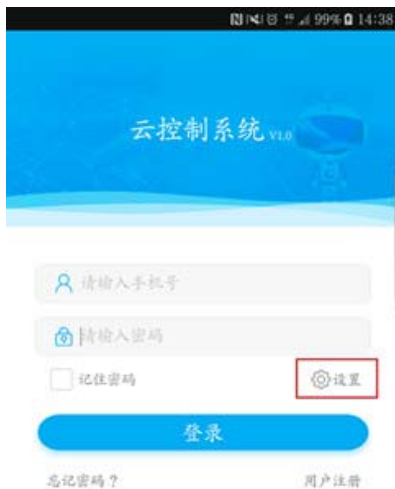 99% 14:38
云控制系统 V1.0
请输入手机号
请输入密码
记住密码 设置
登录
忘记密码? 用户注册